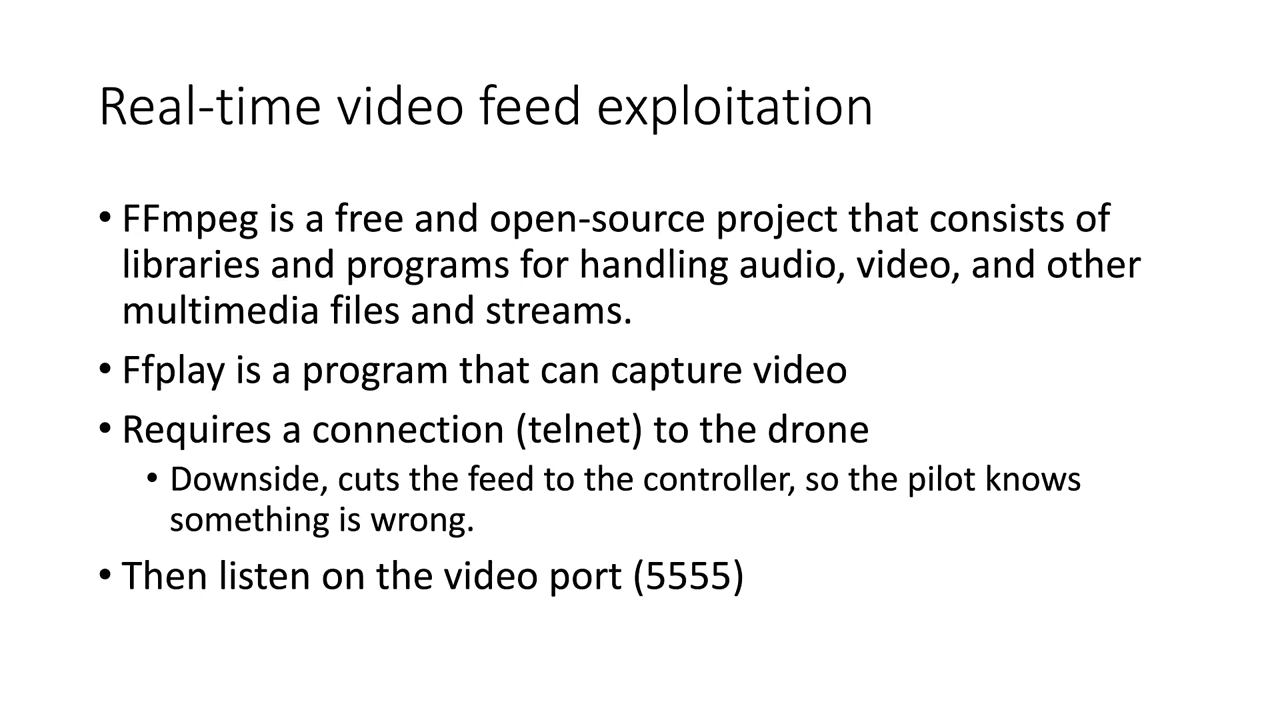 Real-time video feed exploitation
• FFmpeg is a free and open-source project that consists of
libraries and programs for handling audio, video, and other
multimedia files and streams.
• Ffplay is a program that can capture video
• Requires a connection (telnet) to the drone
• Downside, cuts the feed to the controller, so the pilot knows
something is wrong.
• Then listen on the video port (5555)